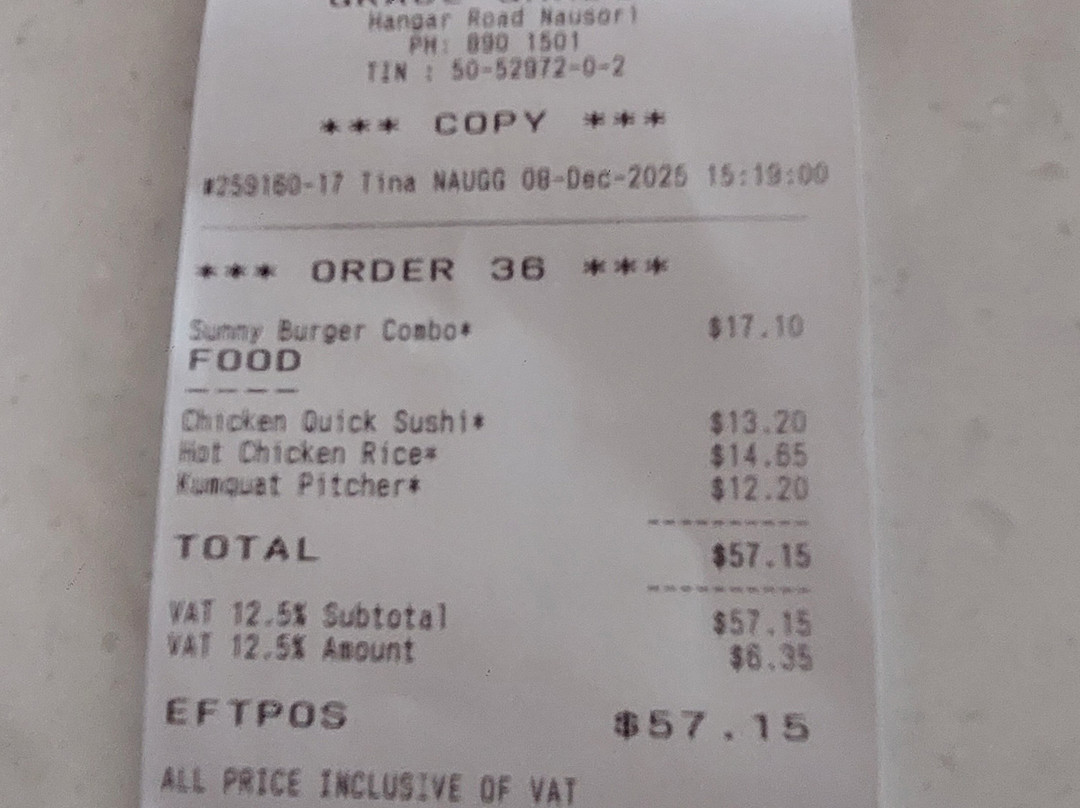 Hangar Road Nausori
PH: 890 1501
TIN : 50-52972-0-2
*** COPY ***
#259160-17 Tina NAUGG 08-Dec-2025 15:19:00
*** ORDER 36 ***
Sunny Burger Combo* $17.10
FOOD
----
Chicken Quick Sushi* $13.20
Hot Chicken Rice* $14.65
Kumquat Pitcher* $12.20
----------
TOTAL $57.15
----------
VAT 12.5% Subtotal $57.15
VAT 12.5% Amount $6.35
EFTPOS $57.15
ALL PRICE INCLUSIVE OF VAT